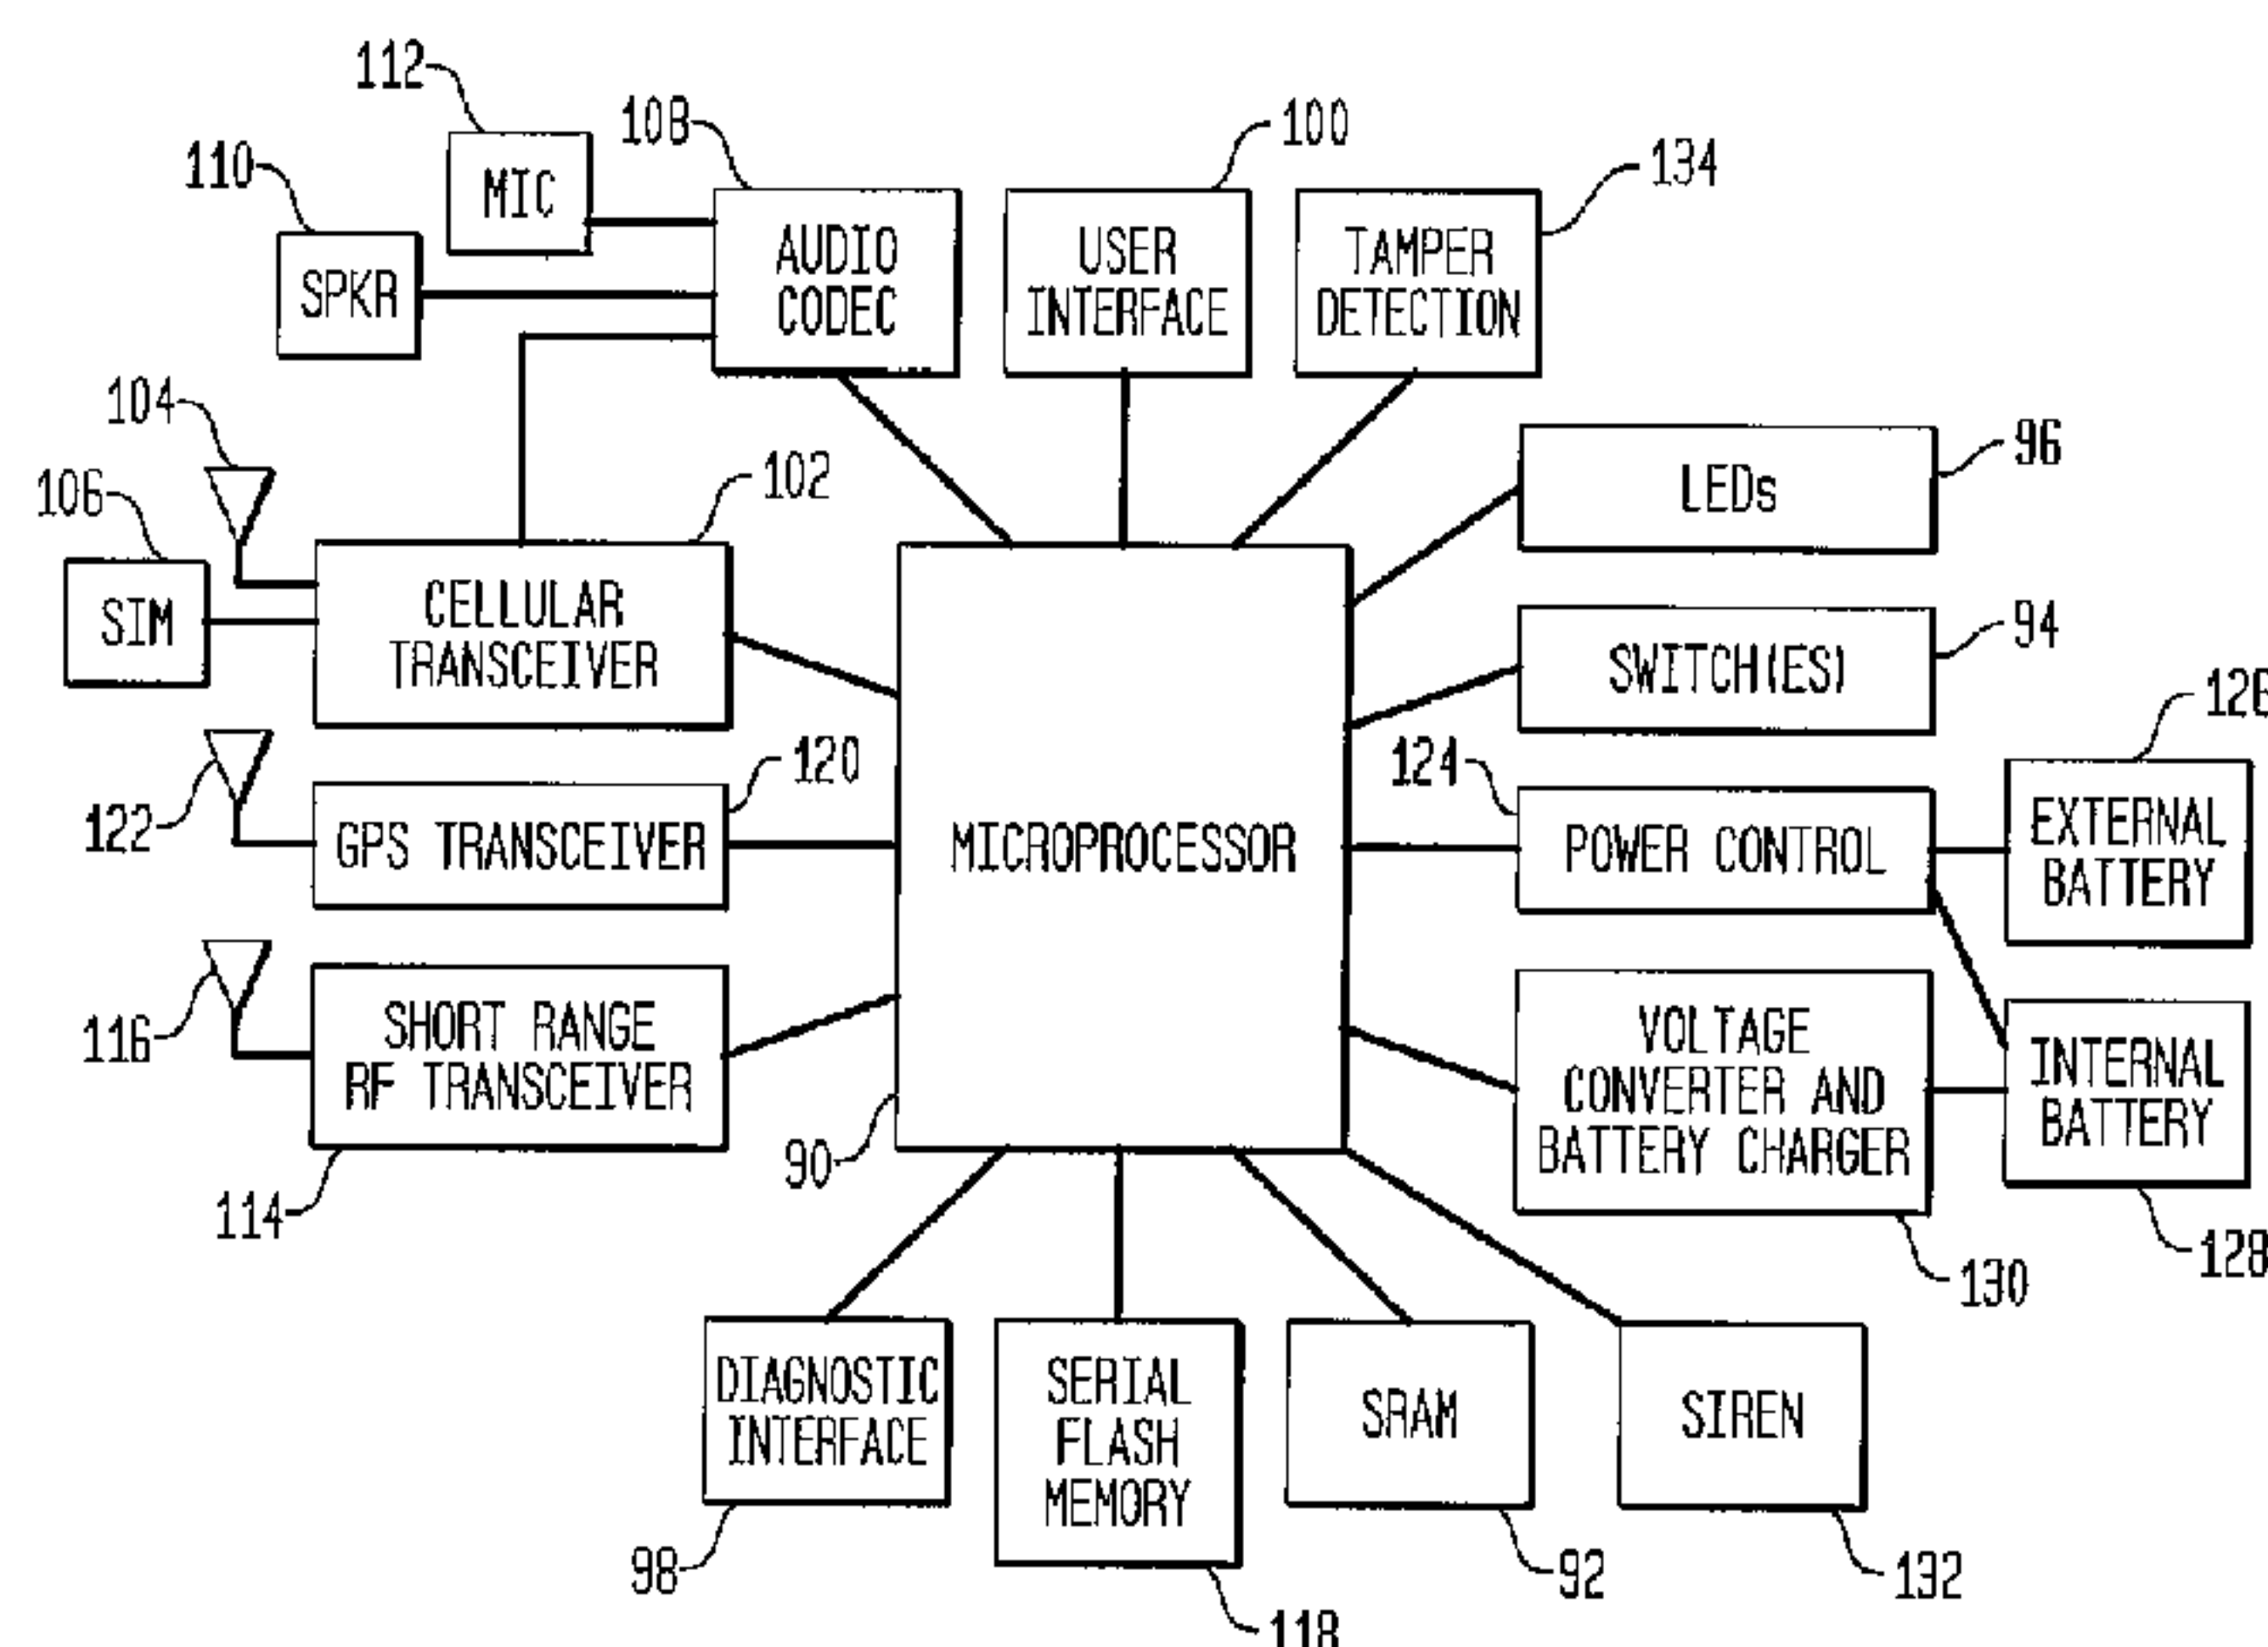 112
108
100
134
110
MIC
SPKR
AUDIO
CODEC
USER
INTERFACE
TAMPER
DETECTION
104
106
102
96
LEDs
SIM
CELLULAR
TRANSCEIVER
94
SWITCH(ES)
126
122
120
124
GPS TRANSCEIVER
MICROPROCESSOR
POWER CONTROL
EXTERNAL
BATTERY
116
SHORT RANGE
RF TRANSCEIVER
VOLTAGE
CONVERTER AND
BATTERY CHARGER
INTERNAL
BATTERY
114
90
130
128
DIAGNOSTIC
INTERFACE
SERIAL
FLASH
MEMORY
SRAM
SIREN
98
118
92
132